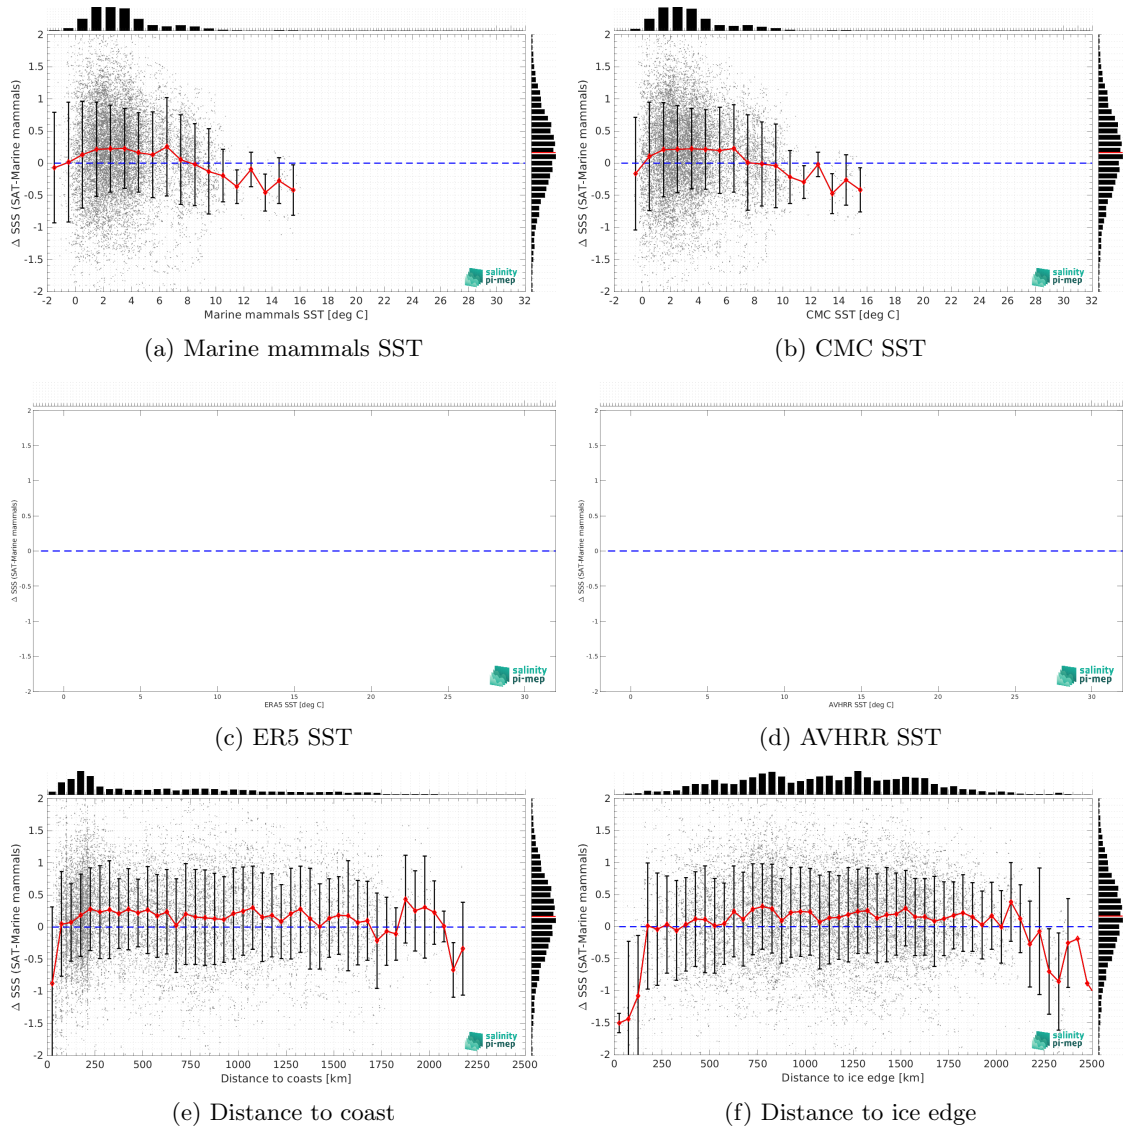 2
1.5
1
0.5
0
-0.5
-1
-1.5
-2
Δ SSS (SAT-Marine mammals)
salinity
pi-mep
-2 0 2 4 6 8 10 12 14 16 18 20 22 24 26 28 30 32
Marine mammals SST [deg C]
(a) Marine mammals SST
2
1.5
1
0.5
0
-0.5
-1
-1.5
-2
Δ SSS (SAT-Marine mammals)
salinity
pi-mep
-2 0 2 4 6 8 10 12 14 16 18 20 22 24 26 28 30 32
CMC SST [deg C]
(b) CMC SST
2
1.5
1
0.5
0
-0.5
-1
-1.5
-2
Δ SSS (SAT-Marine mammals)
salinity
pi-mep
0 5 10 15 20 25 30
ERA5 SST [deg C]
(c) ER5 SST
2
1.5
1
0.5
0
-0.5
-1
-1.5
-2
Δ SSS (SAT-Marine mammals)
salinity
pi-mep
0 5 10 15 20 25 30
AVHRR SST [deg C]
(d) AVHRR SST
2
1.5
1
0.5
0
-0.5
-1
-1.5
-2
Δ SSS (SAT-Marine mammals)
salinity
pi-mep
0 250 500 750 1000 1250 1500 1750 2000 2250 2500
Distance to coasts [km]
(e) Distance to coast
2
1.5
1
0.5
0
-0.5
-1
-1.5
-2
Δ SSS (SAT-Marine mammals)
salinity
pi-mep
0 250 500 750 1000 1250 1500 1750 2000 2250 2500
Distance to ice edge [km]
(f) Distance to ice edge